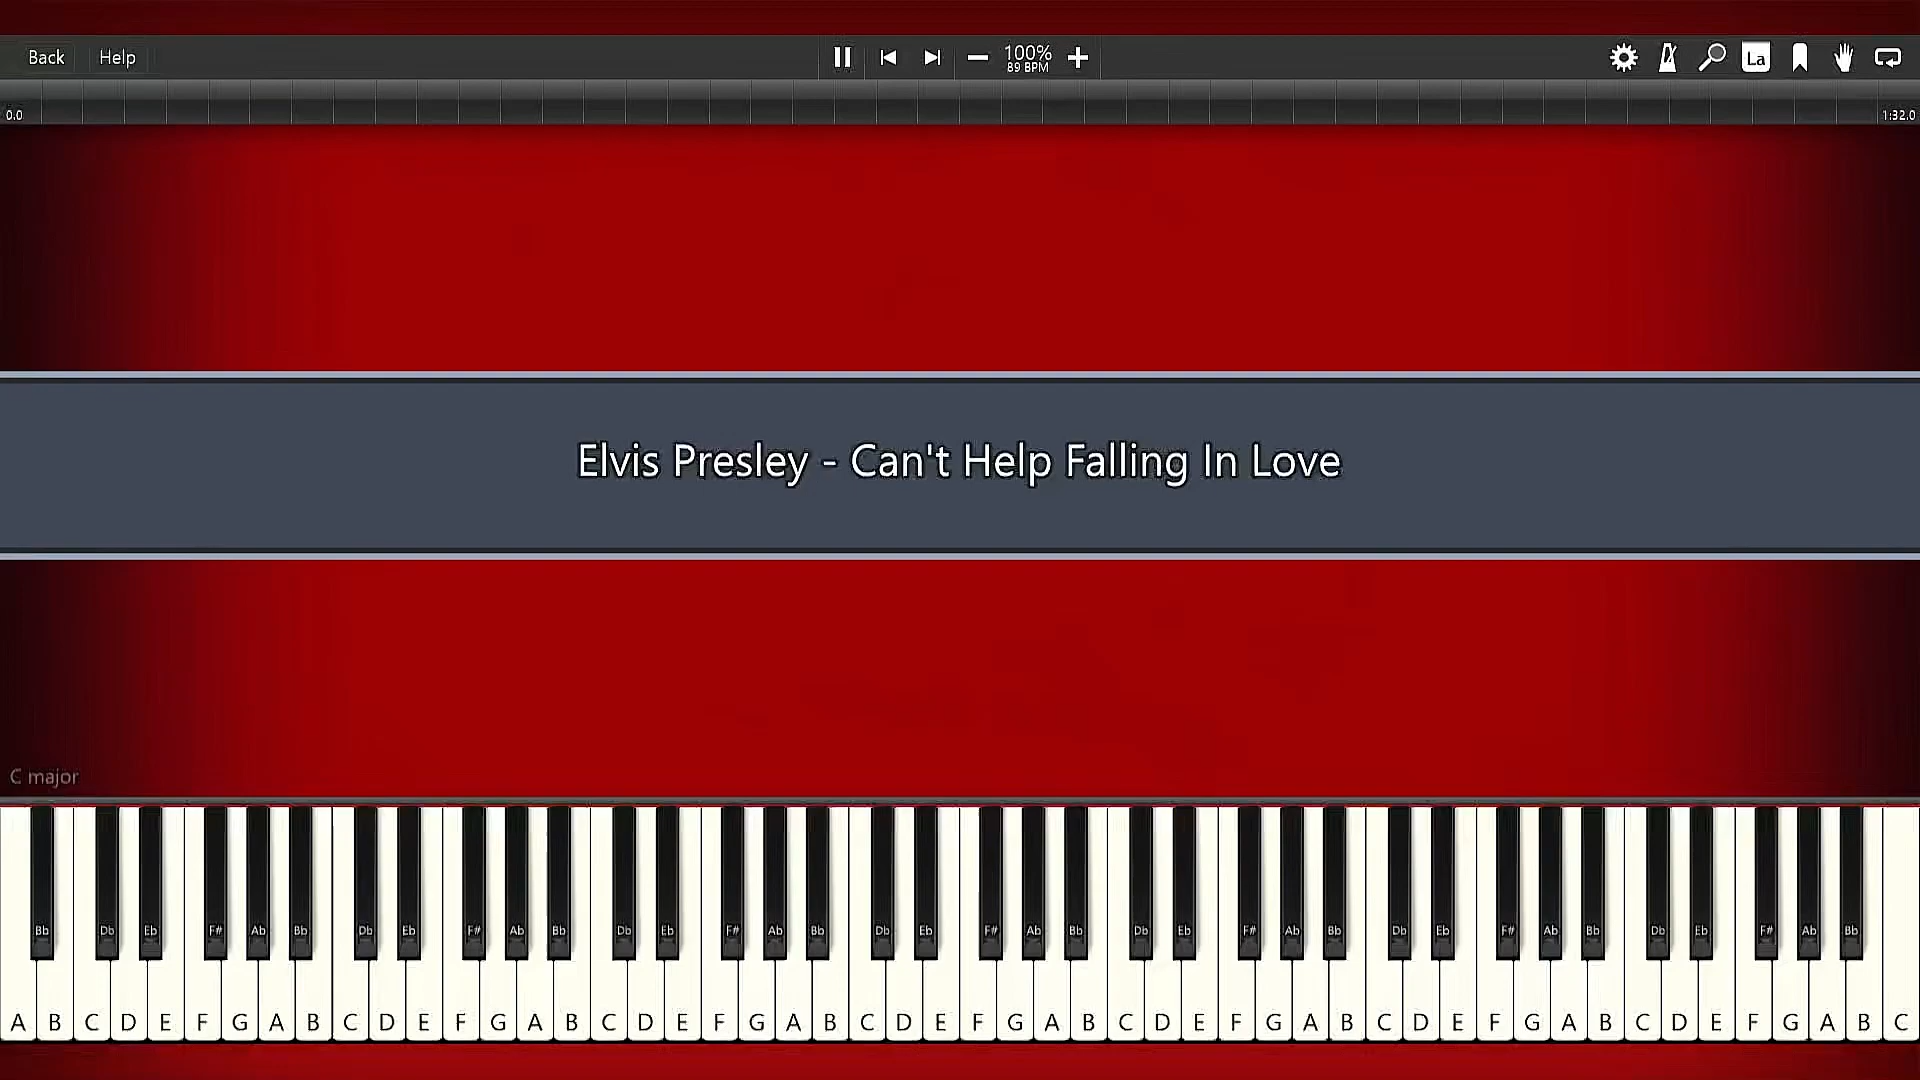 Back Help 100% La
89 BPM
0.0 1:32.0
Elvis Presley - Can't Help Falling In Love
C major
Bb Db Eb F# Ab Bb Db Eb F# Ab Bb Db Eb F# Ab Bb Db Eb F# Ab Bb Db Eb F# Ab Bb Db Eb F# Ab Bb Db Eb F# Ab Bb
A B C D E F G A B C D E F G A B C D E F G A B C D E F G A B C D E F G A B C D E F G A B C D E F G A B C